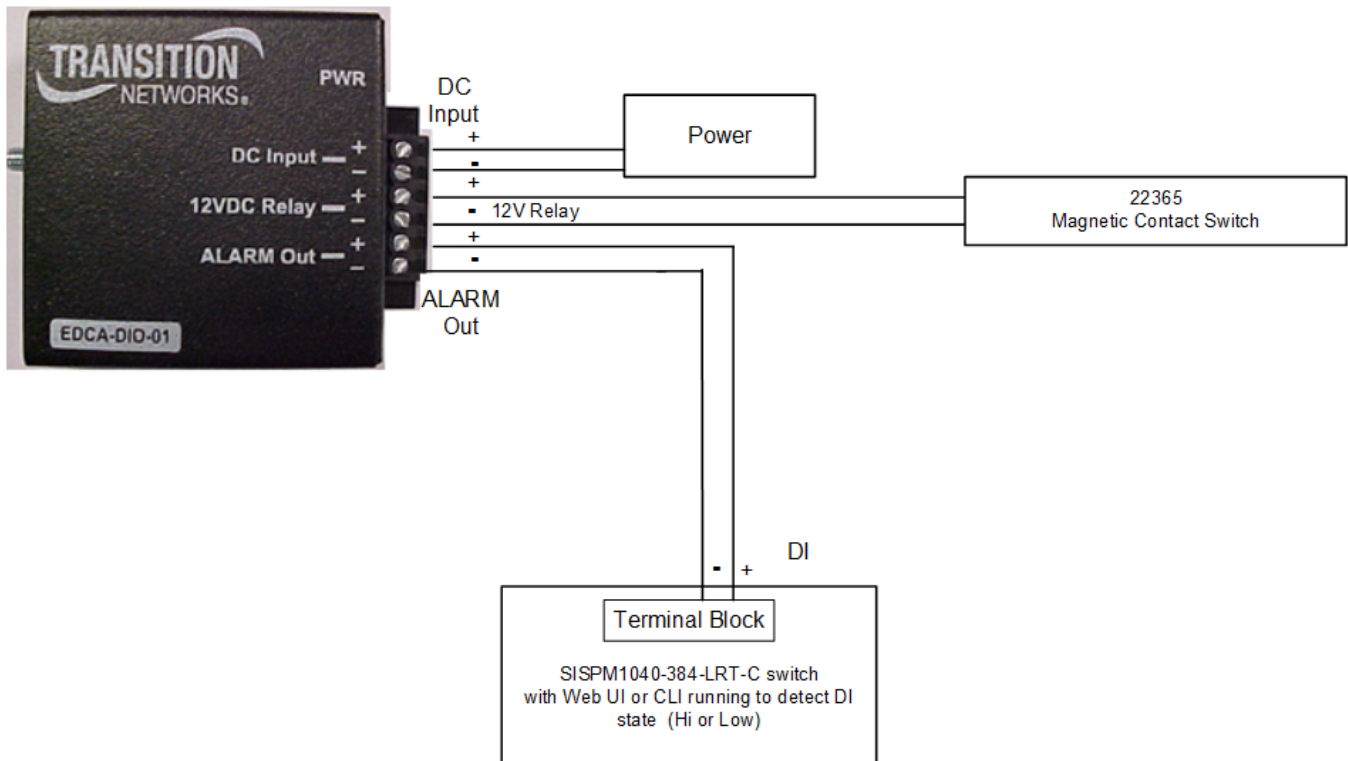 TRANSITION
NETWORKS®
PWR
DC Input + −
12VDC Relay + −
ALARM Out + −
EDCA-DIO-01
DC
Input
+
-
+
- 12V Relay
+
-
ALARM
Out
Power
22365
Magnetic Contact Switch
DI
- +
Terminal Block
SISPM1040-384-LRT-C switch
with Web UI or CLI running to detect DI
state (Hi or Low)